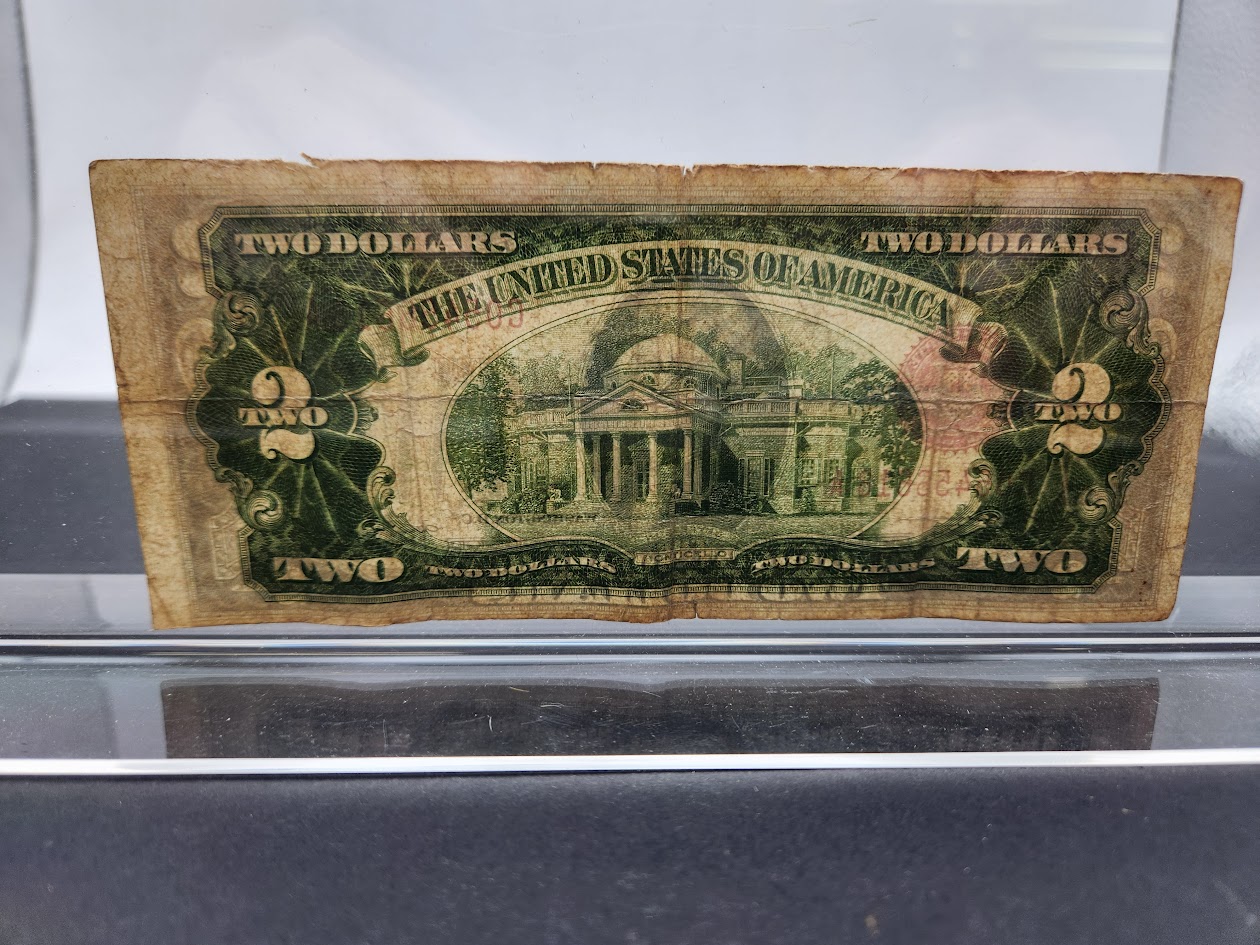 TWO DOLLARS TWO DOLLARS
THE UNITED STATES OF AMERICA
2 2
TWO TWO
MONTICELLO
TWO TWO DOLLARS TWO DOLLARS TWO